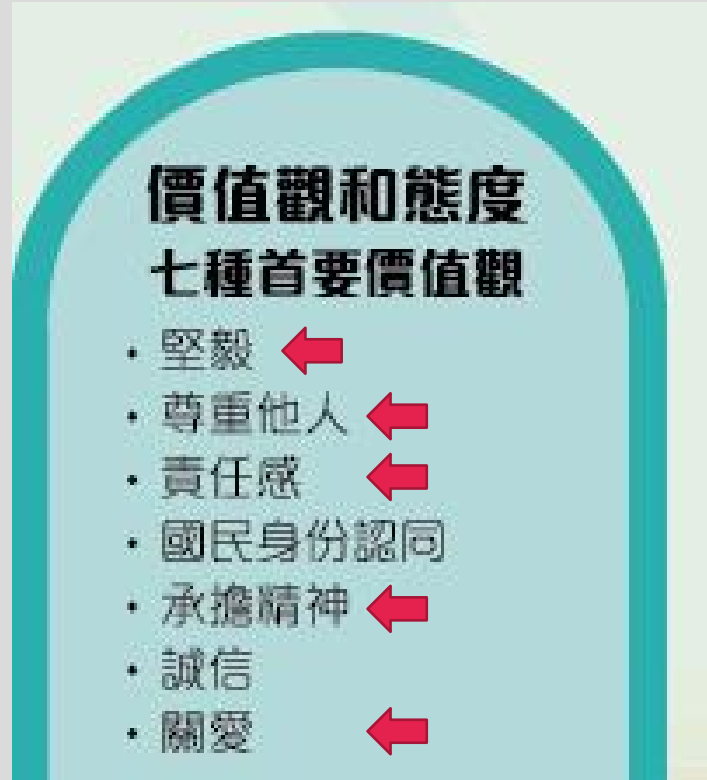 價值觀和態度
七種首要價值觀
• 堅毅
• 尊重他人
• 責任感
• 國民身份認同
• 承擔精神
• 誠信
• 關愛